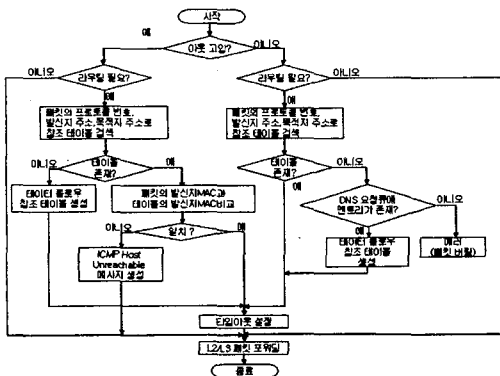 시작
예
아웃 고잉?
아니오
아니오
라우팅 필요?
라우팅 필요?
아니오
예
예
패킷의 프로토콜 번호,
발신지 주소,목적지 주소로
참조 테이블 검색
패킷의 프로토콜 번호,
발신지 주소,목적지 주소로
참조 테이블 검색
아니오
테이블
존재?
예
테이블
존재?
아니오
예
데이터 플로우
참조 테이블 생성
패킷의 발신지MAC과
테이블의 발신지MAC비교
DNS 요청큐에
엔트리가 존재?
아니오
아니오
일치 ?
예
예
ICMP Host
Unreachable
메시지 생성
데이터 플로우
참조 테이블
생성
에러
(패킷 버림)
타임아웃 설정
L2/L3 패킷 포워딩
종료